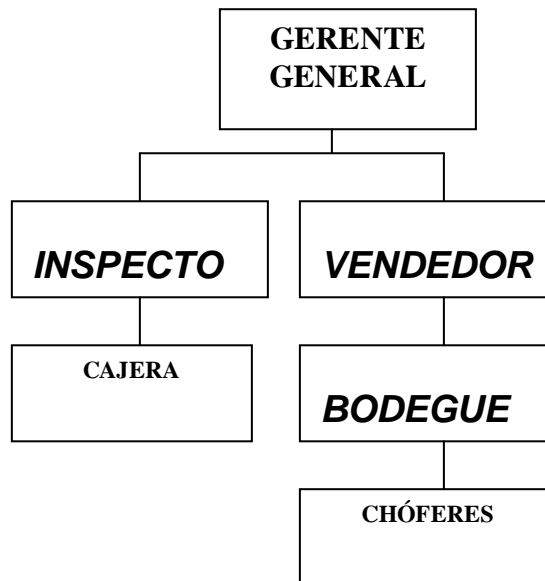 GERENTE
GENERAL
INSPECTO
VENDEDOR
CAJERA
BODEGUE
CHÓFERES